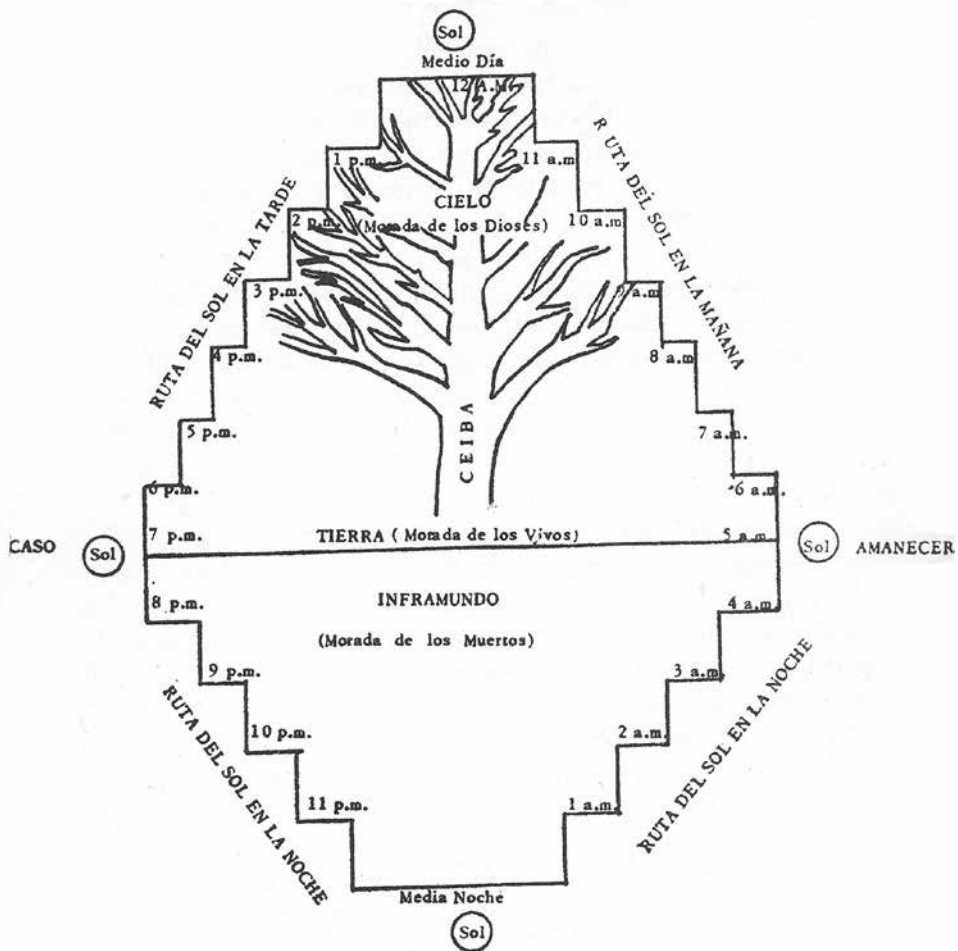 Sol
Medio Día
12 A.M.
1 p.m.
11 a.m
CIELO
2 p.m.
(Morada de los Dioses)
10 a.m
3 p.m.
9 a.m
4 p.m.
8 a.m
5 p.m.
7 a.m.
6 p.m.
6 a.m.
RUTA DEL SOL EN LA TARDE
R UTA DEL SOL EN LA MAÑANA
CEIBA
7 p.m.
TIERRA ( Morada de los Vivos)
5 a.m
CASO
Sol
Sol
AMANECER
8 p.m.
INFRAMUNDO
4 a.m
(Morada de los Muertos)
9 p.m.
3 a.m
10 p.m.
2 a.m
11 p.m.
1 a.m.
RUTA DEL SOL EN LA NOCHE
RUTA DEL SOL EN LA NOCHE
Media Noche
Sol